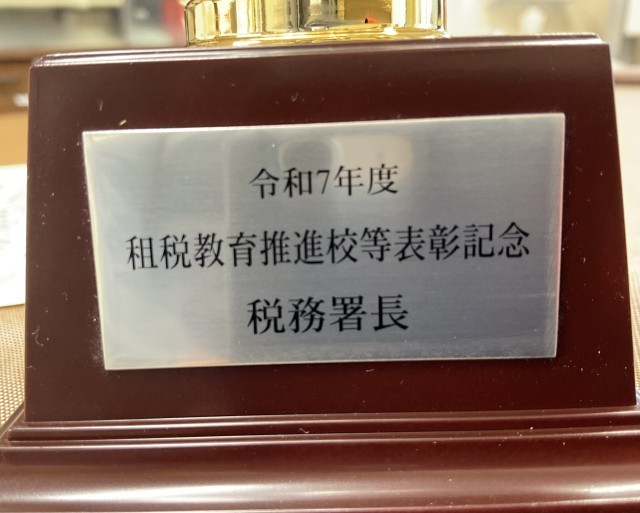 令和7年度
租税教育推進校等表彰記念
税務署長